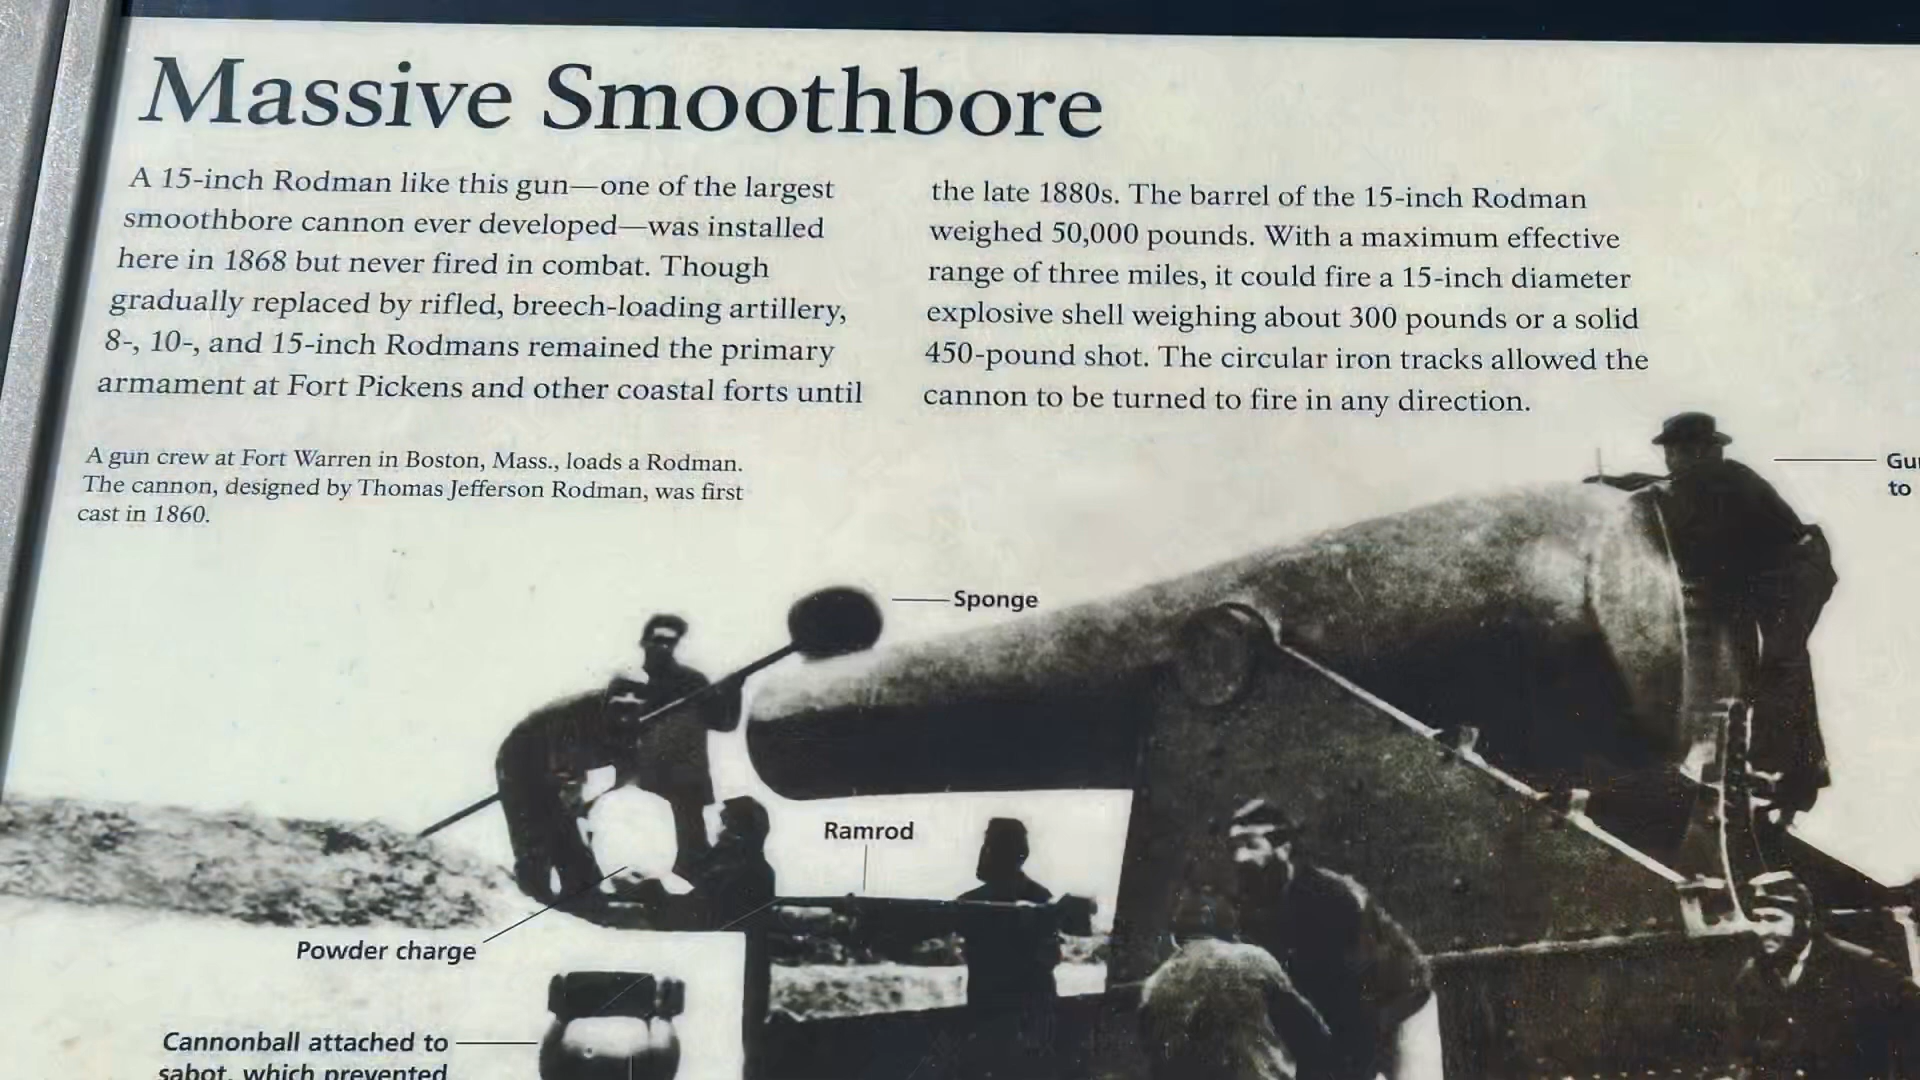 Massive Smoothbore
A 15-inch Rodman like this gun—one of the largest
smoothbore cannon ever developed—was installed
here in 1868 but never fired in combat. Though
gradually replaced by rifled, breech-loading artillery,
8-, 10-, and 15-inch Rodmans remained the primary
armament at Fort Pickens and other coastal forts until
the late 1880s. The barrel of the 15-inch Rodman
weighed 50,000 pounds. With a maximum effective
range of three miles, it could fire a 15-inch diameter
explosive shell weighing about 300 pounds or a solid
450-pound shot. The circular iron tracks allowed the
cannon to be turned to fire in any direction.
A gun crew at Fort Warren in Boston, Mass., loads a Rodman.
The cannon, designed by Thomas Jefferson Rodman, was first
cast in 1860.
to
Sponge
Ramrod
Powder charge
Cannonball attached to
sabot, which prevented